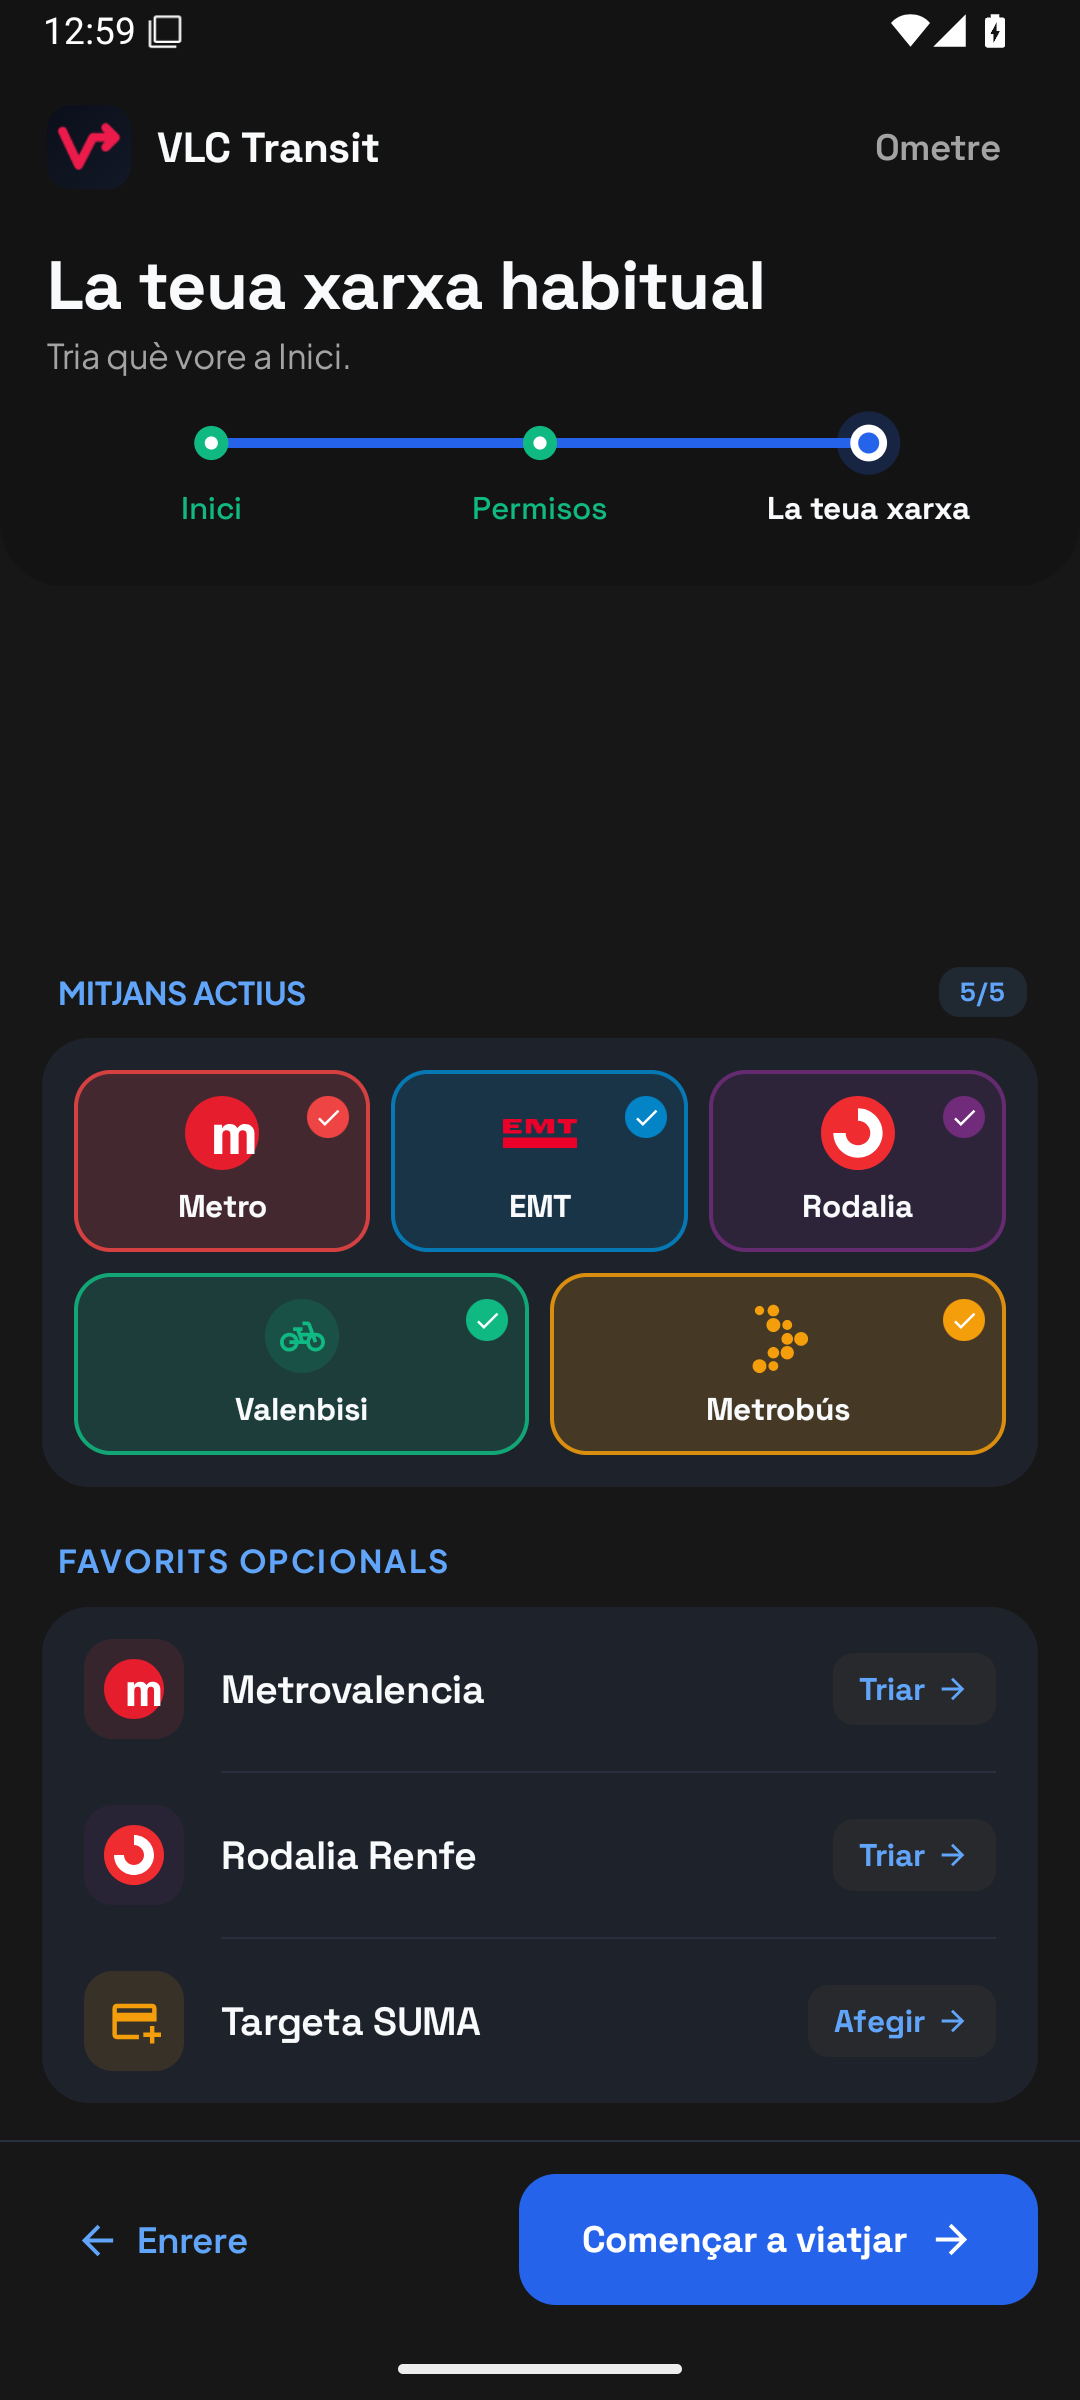 12:59
VLC Transit
Ometre
La teua xarxa habitual
Tria què vore a Inici.
Inici
Permisos
La teua xarxa
MITJANS ACTIUS
5/5
m
EMT
Metro
EMT
Rodalia
Valenbisi
Metrobús
FAVORITS OPCIONALS
m
Metrovalencia
Triar
Rodalia Renfe
Triar
Targeta SUMA
Afegir
Enrere
Començar a viatjar